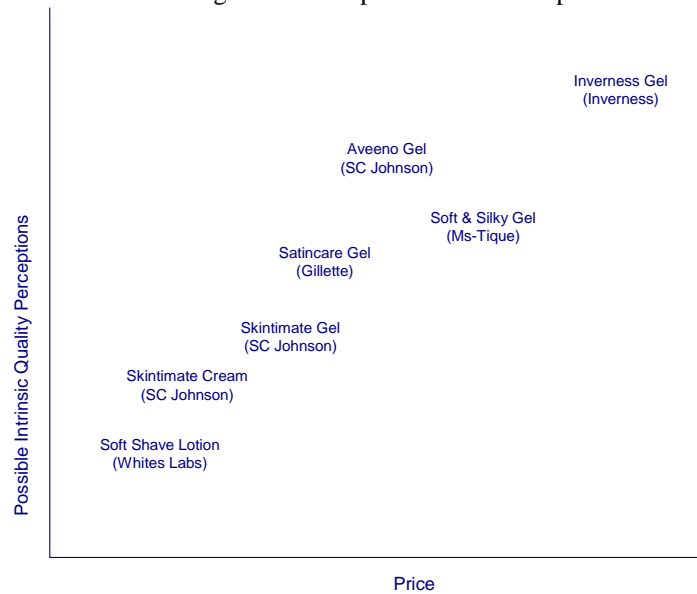 Inverness Gel
(Inverness)
Aveeno Gel
(SC Johnson)
Soft & Silky Gel
(Ms-Tique)
Satincare Gel
(Gillette)
Skintimate Gel
(SC Johnson)
Skintimate Cream
(SC Johnson)
Soft Shave Lotion
(Whites Labs)
Possible Intrinsic Quality Perceptions
Price